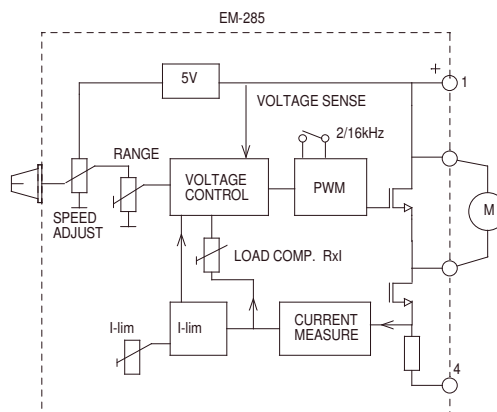 EM-285
5V
+
1
VOLTAGE SENSE
2/16kHz
RANGE
VOLTAGE
CONTROL
PWM
M
SPEED
ADJUST
LOAD COMP. RxI
I-lim
I-lim
CURRENT
MEASURE
4